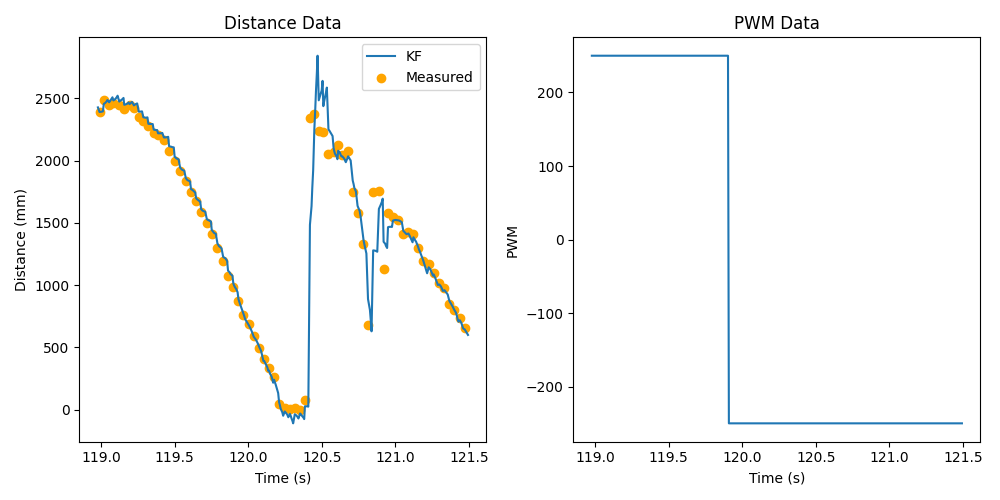 Distance Data
KF
Measured
Distance (mm)
2500
2000
1500
1000
500
0
119.0 119.5 120.0 120.5 121.0 121.5
Time (s)
PWM Data
PWM
200
100
0
−100
−200
119.0 119.5 120.0 120.5 121.0 121.5
Time (s)